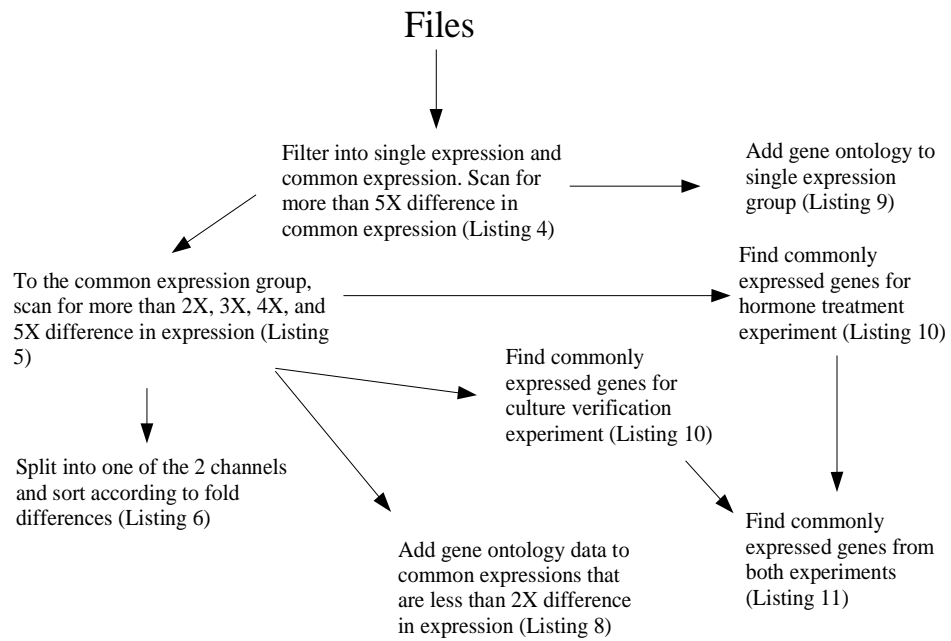 Files
Filter into single expression and
common expression. Scan for
more than 5X difference in
common expression (Listing 4)
Add gene ontology to
single expression
group (Listing 9)
To the common expression group,
scan for more than 2X, 3X, 4X, and
5X difference in expression (Listing
5)
Find commonly
expressed genes for
hormone treatment
experiment (Listing 10)
Find commonly
expressed genes for
culture verification
experiment (Listing 10)
Split into one of the 2 channels
and sort according to fold
differences (Listing 6)
Add gene ontology data to
common expressions that
are less than 2X difference
in expression (Listing 8)
Find commonly
expressed genes from
both experiments
(Listing 11)